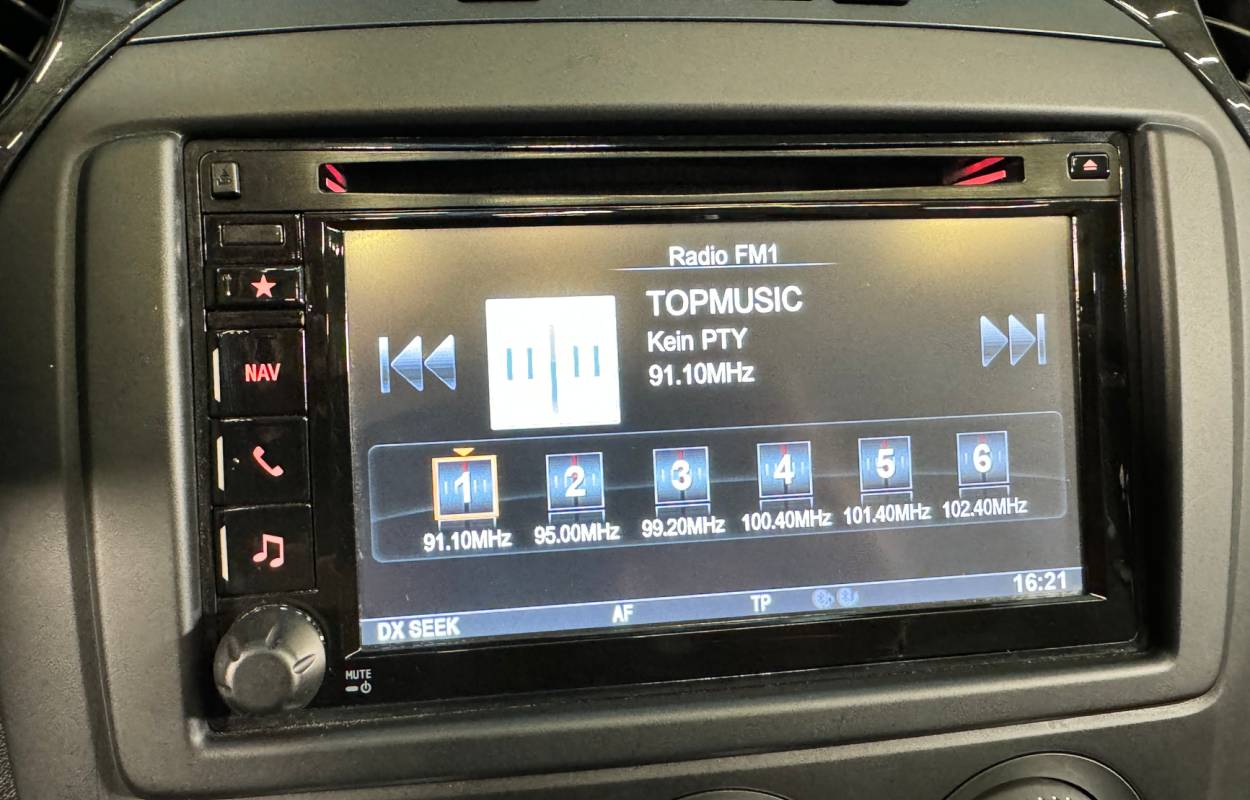 Radio FM1
TOPMUSIC
Kein PTY
91.10MHz
NAV
1 2 3 4 5 6
91.10MHz 95.00MHz 99.20MHz 100.40MHz 101.40MHz 102.40MHz
DX SEEK AF TP 16:21
MUTE